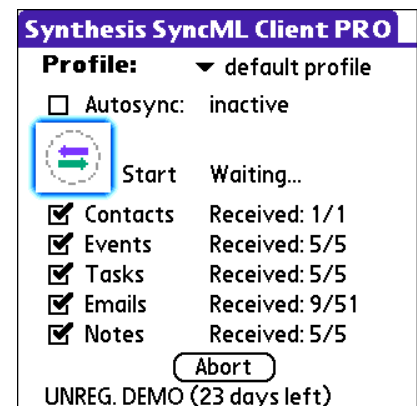 Synthesis SyncML Client PRO
Profile: default profile
Autosync: inactive
Start Waiting...
Contacts Received: 1/1
Events Received: 5/5
Tasks Received: 5/5
Emails Received: 9/51
Notes Received: 5/5
Abort
UNREG. DEMO (23 days left)